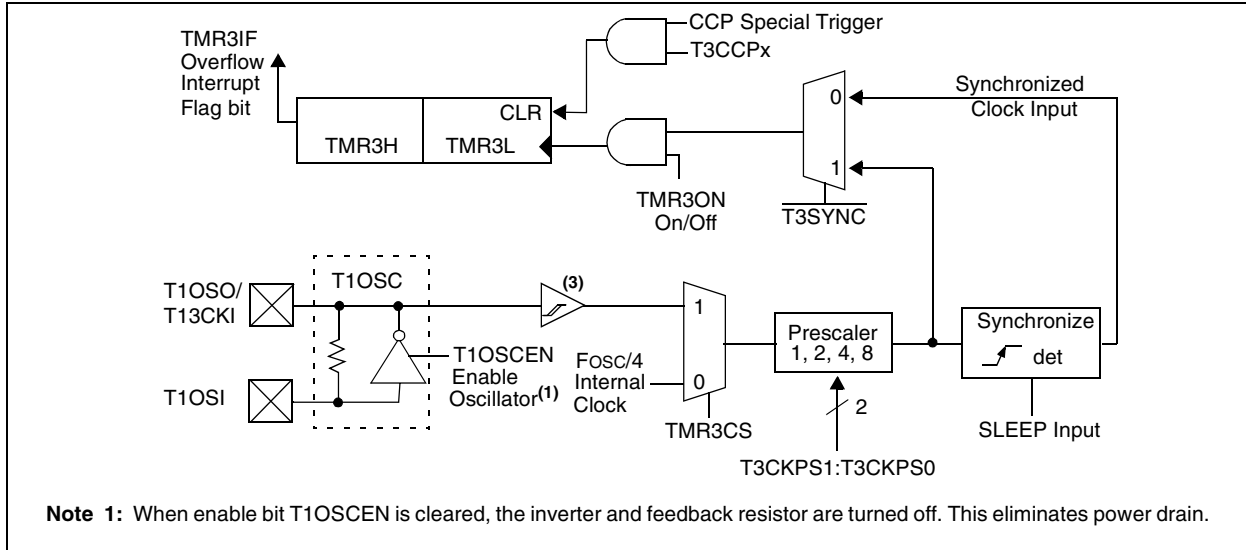 CCP Special Trigger
T3CCPx
TMR3IF
Overflow
Interrupt
Flag bit
CLR
TMR3H
TMR3L
0
1
Synchronized
Clock Input
TMR3ON
On/Off
T3SYNC
T1OSC
T1OSO/
T13CKI
T1OSI
(3)
T1OSCEN
Enable
Oscillator(1)
FOSC/4
Internal
Clock
1
0
TMR3CS
Prescaler
1, 2, 4, 8
2
T3CKPS1:T3CKPS0
Synchronize
det
SLEEP Input
Note 1: When enable bit T1OSCEN is cleared, the inverter and feedback resistor are turned off. This eliminates power drain.